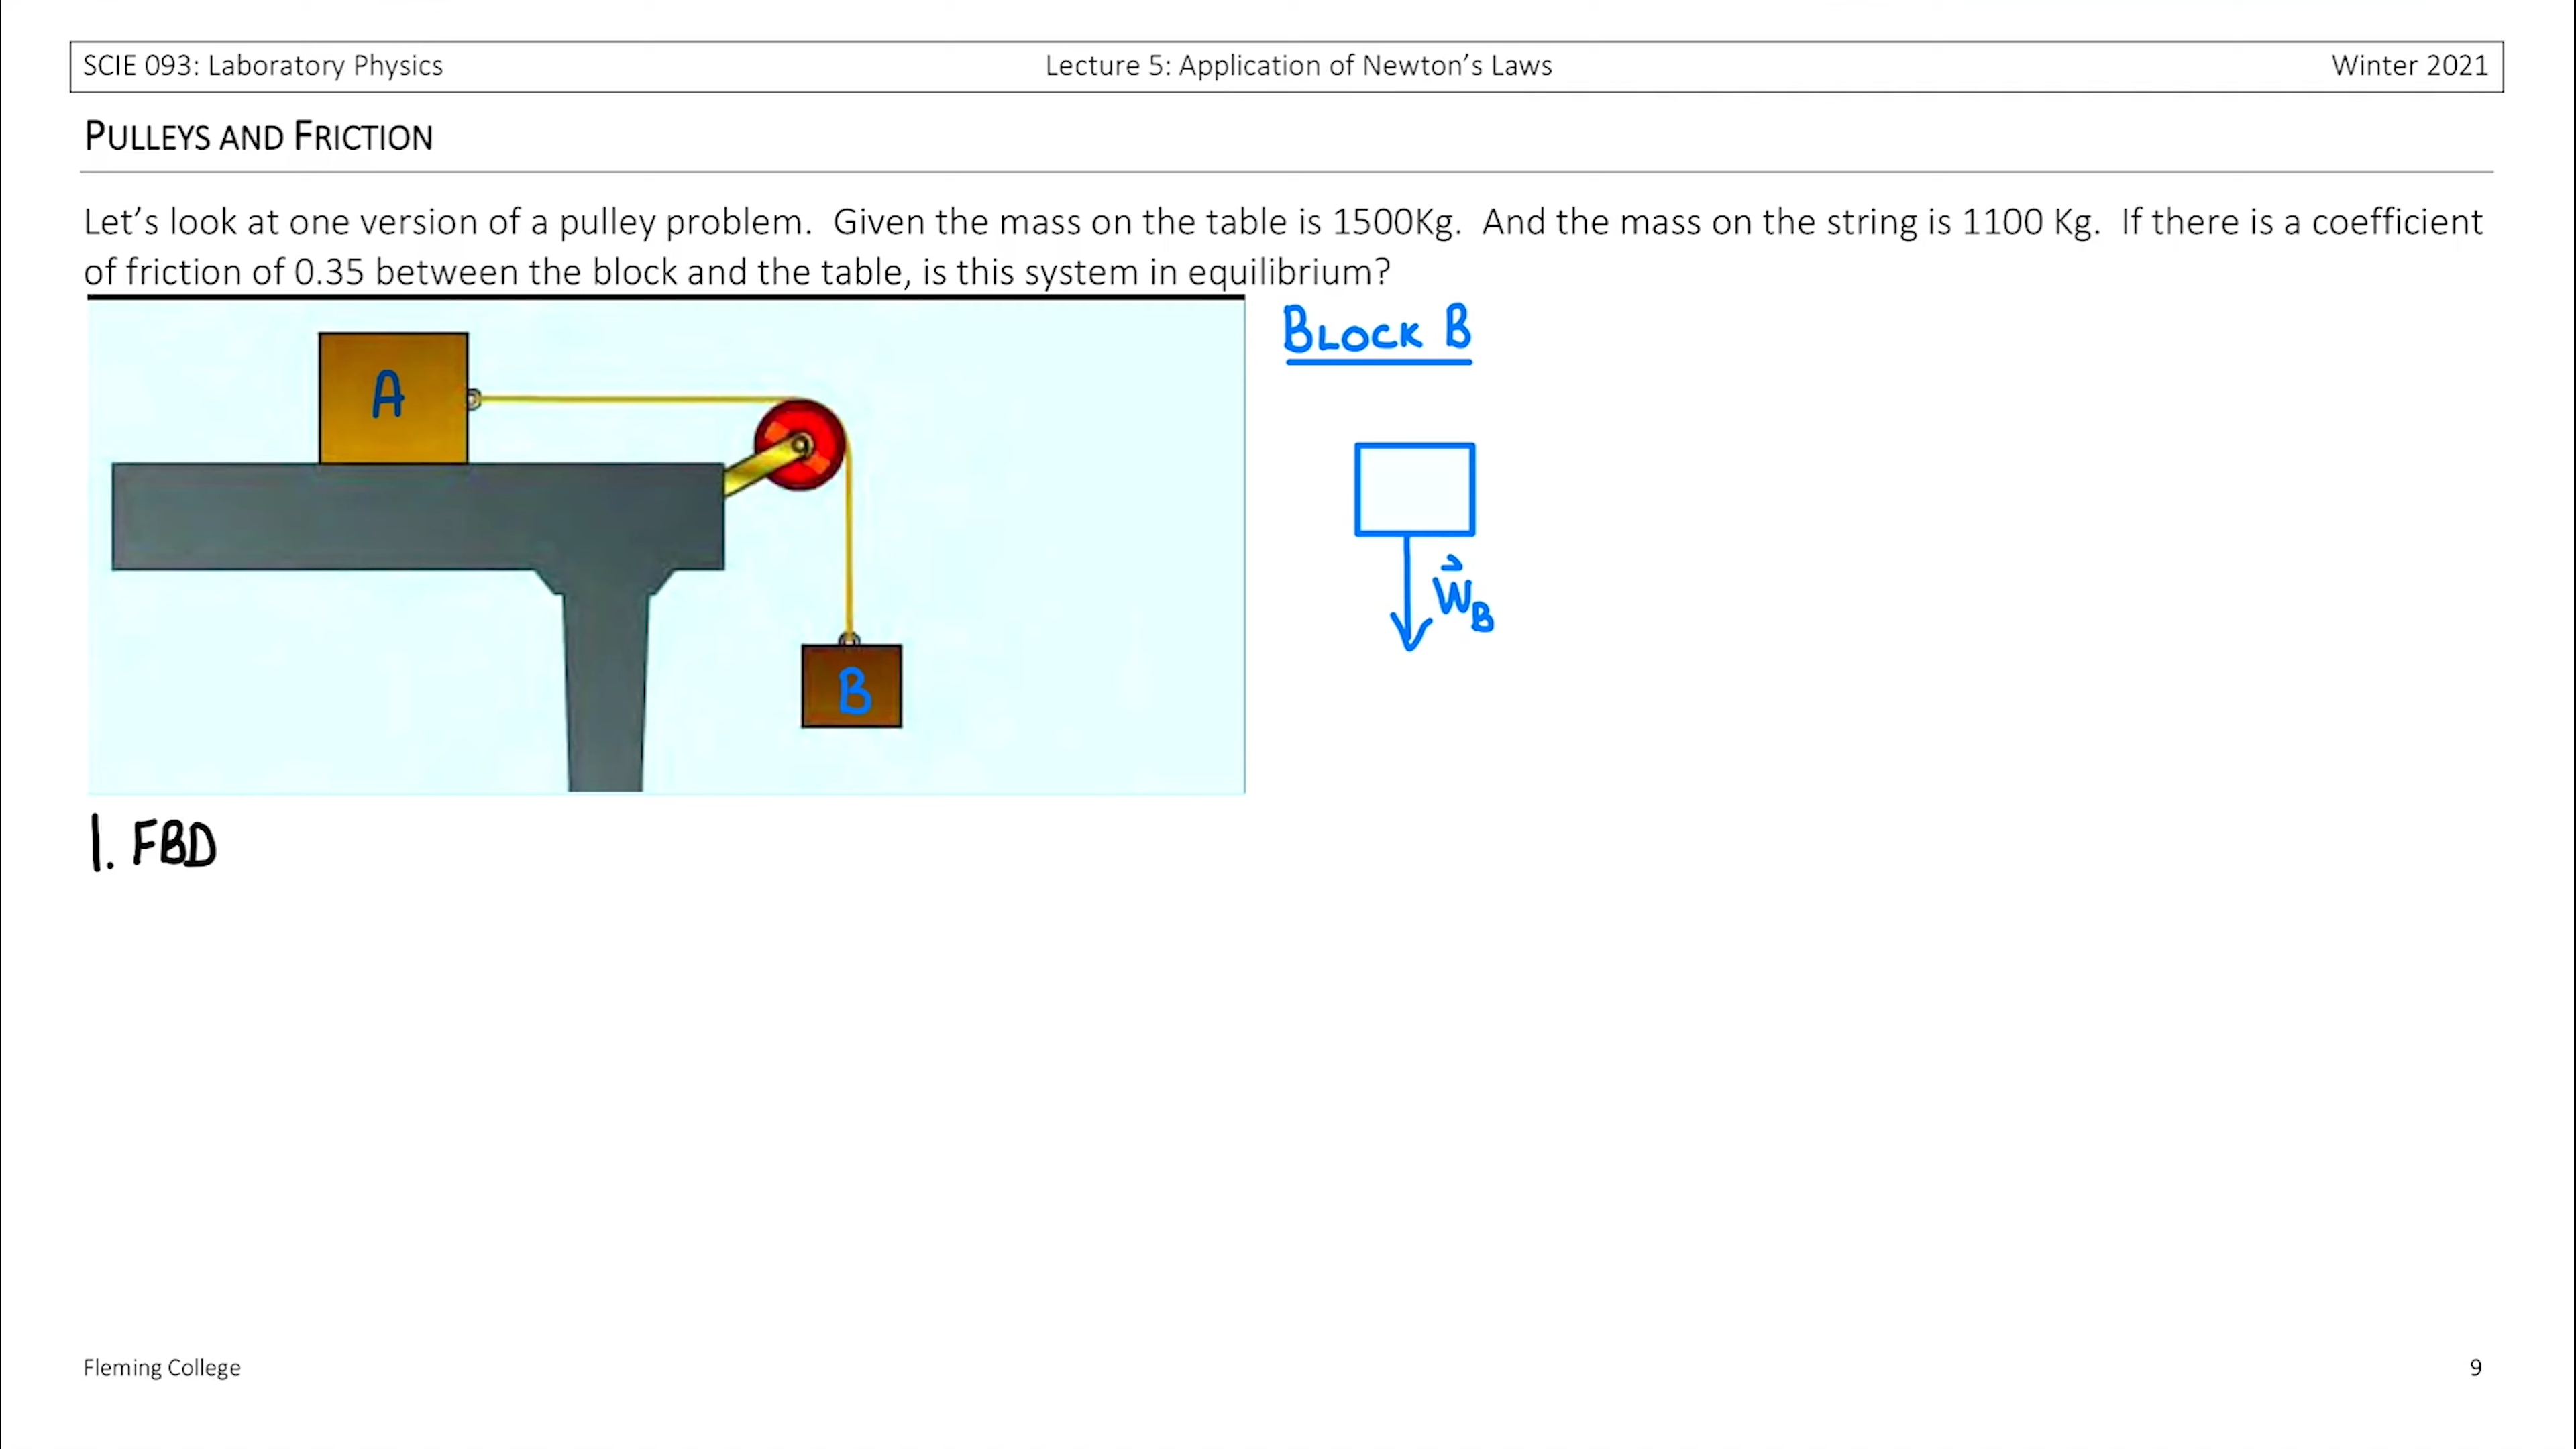 SCIE 093: Laboratory Physics Lecture 5: Application of Newton’s Laws Winter 2021
PULLEYS AND FRICTION
Let’s look at one version of a pulley problem.  Given the mass on the table is 1500Kg.  And the mass on the string is 1100 Kg.  If there is a coefficient
of friction of 0.35 between the block and the table, is this system in equilibrium?
BLOCK B
A
W⃗_B
B
1. FBD
Fleming College 9